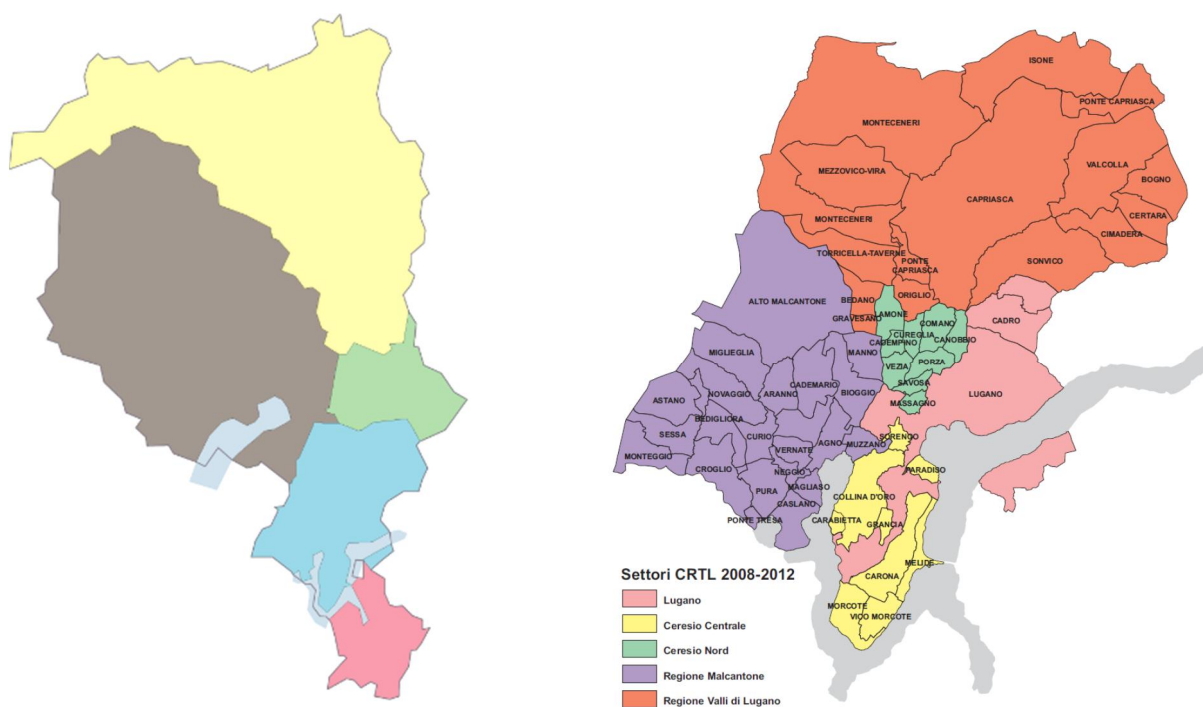 ISONE
PONTE CAPRIASCA
MONTECENERI
VALCOLLA
MEZZOVICO-VIRA
BOGNO
CAPRIASCA
CERTARA
MONTECENERI
CIMADERA
TORRICELLA-TAVERNE
PONTE
CAPRIASCA
SONVICO
ORIGLIO
BEDANO
ALTO MALCANTONE
LAMONE
GRAVESANO
COMANO
CADRO
CUREGLIA
CANOBBIO
CADEMPINO
MIGLIEGLIA
MANNO
PORZA
VEZIA
CADEMARIO
SAVOSA
BIOGGIO
NOVAGGIO
ARANNO
LUGANO
ASTANO
MASSAGNO
BEDIGLIORA
SESSA
CURIO
AGNO
MUZZANO
SORENGO
VERNATE
MONTEGGIO
CROGLIO
NEGGIO
PARADISO
MAGLIASO
PURA
COLLINA D'ORO
CASLANO
PONTE TRESA
CARABIETTA
GRANCIA
MELIDE
CARONA
MORCOTE
VICO MORCOTE
Settori CRTL 2008-2012
Lugano
Ceresio Centrale
Ceresio Nord
Regione Malcantone
Regione Valli di Lugano